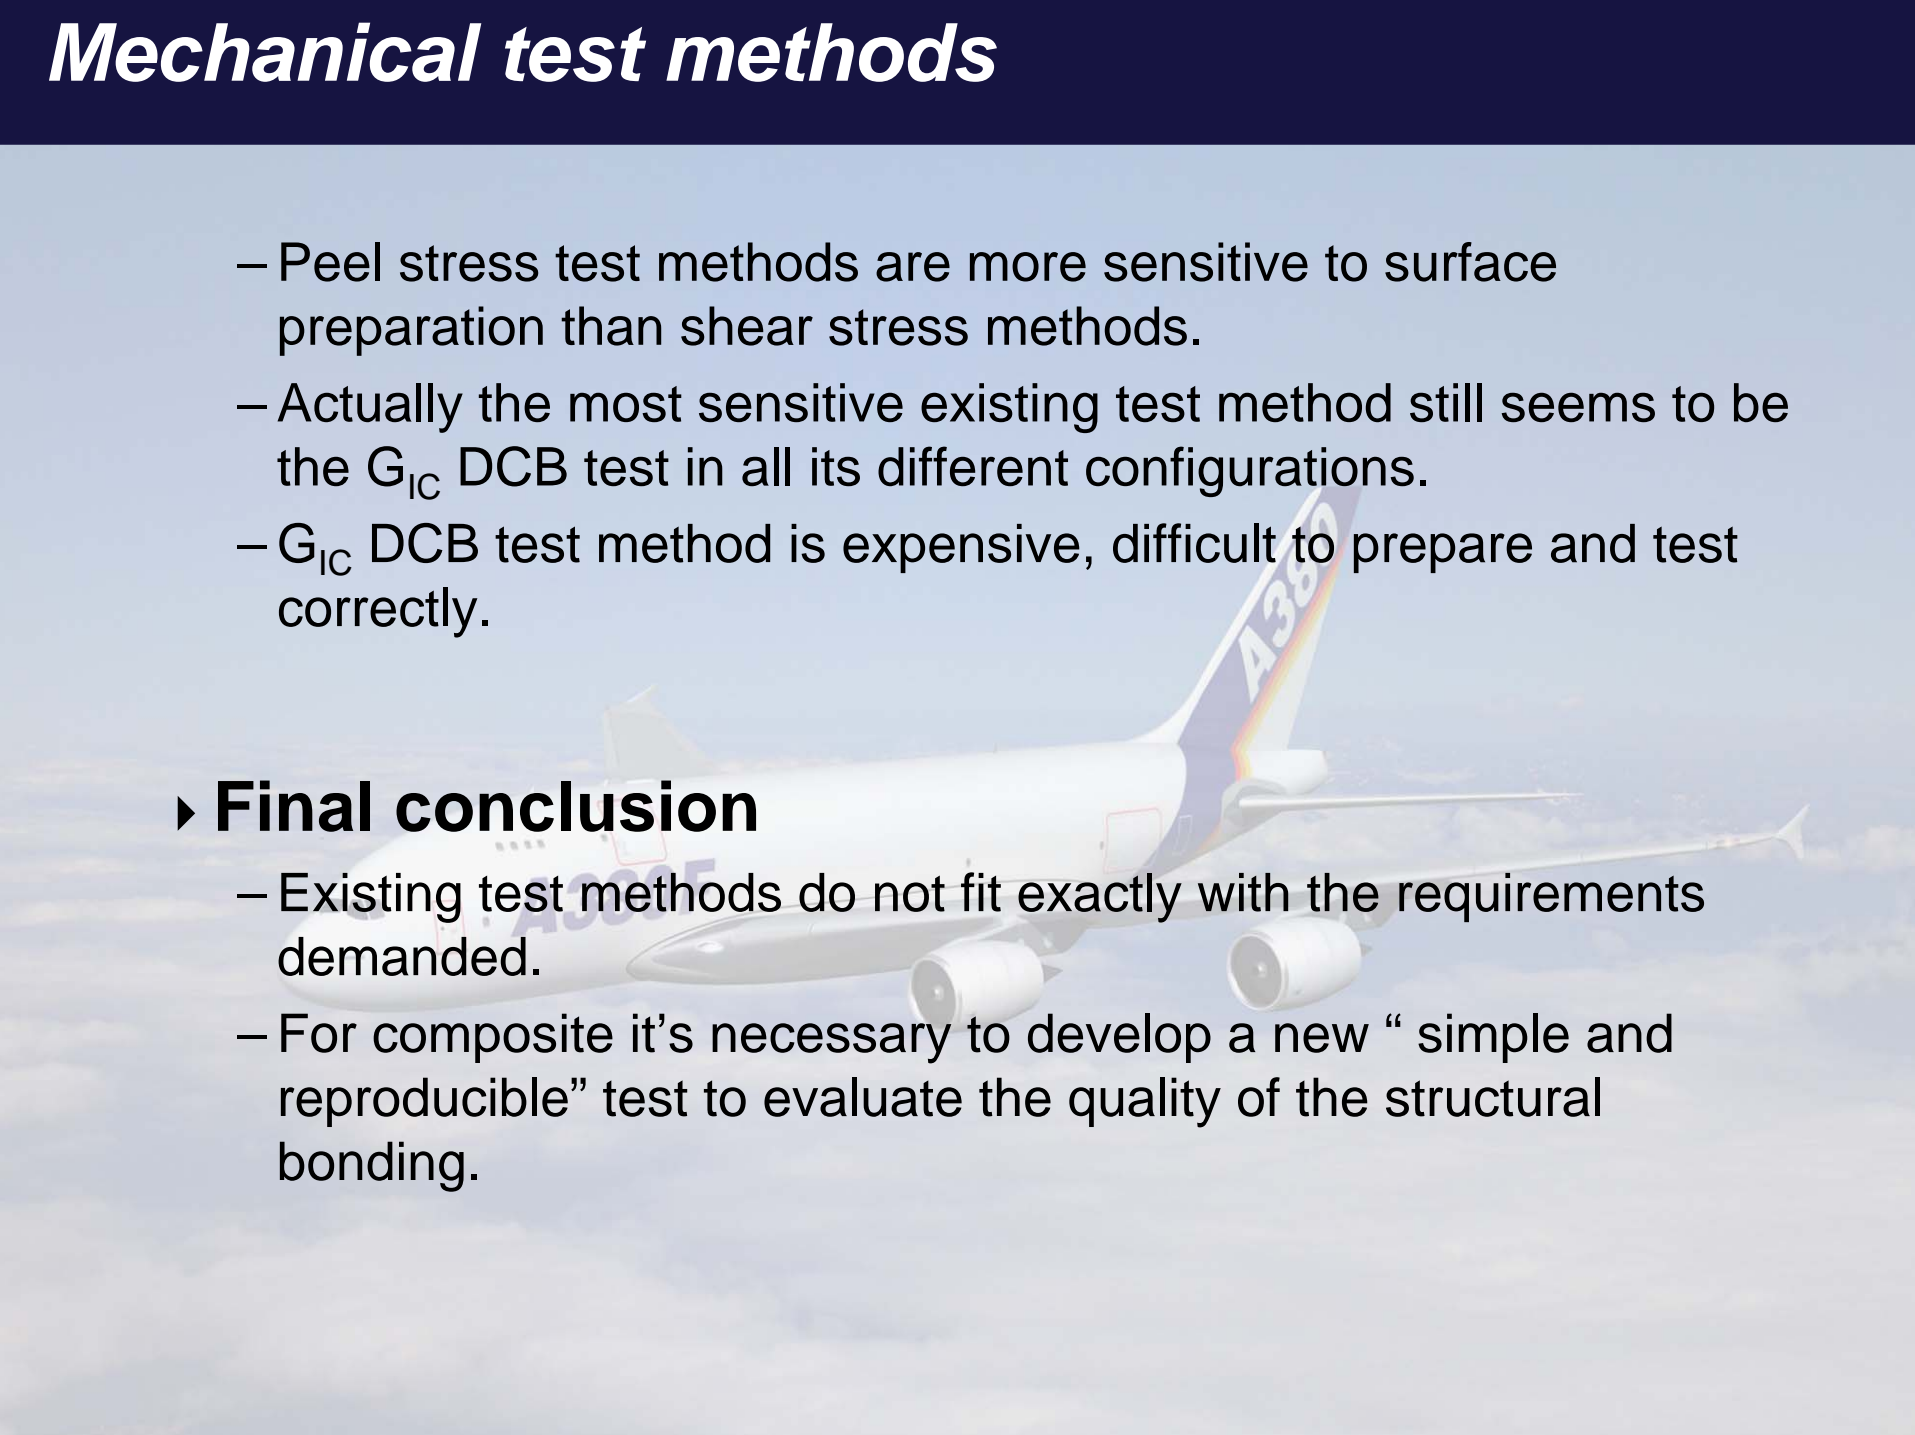 Mechanical test methods
– Peel stress test methods are more sensitive to surface
preparation than shear stress methods.
– Actually the most sensitive existing test method still seems to be
the GIC DCB test in all its different configurations.
– GIC DCB test method is expensive, difficult to prepare and test
correctly.
A380
Final conclusion
A380F
– Existing test methods do not fit exactly with the requirements
demanded.
– For composite it’s necessary to develop a new “ simple and
reproducible” test to evaluate the quality of the structural
bonding.